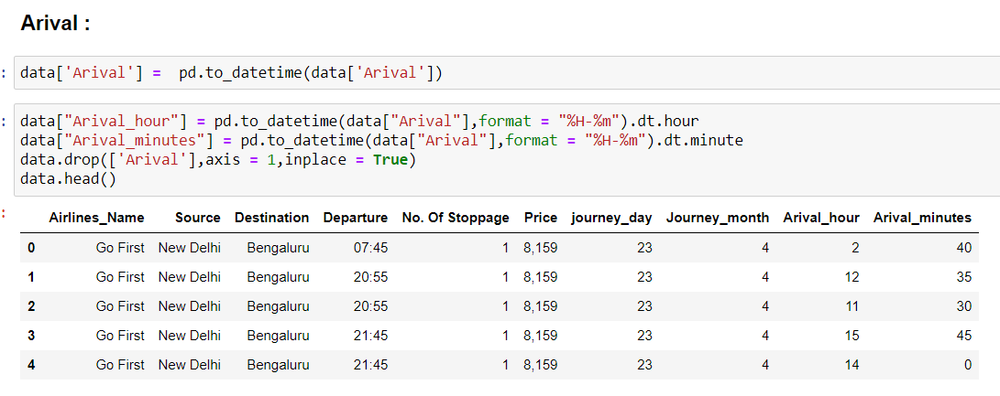 Arival :
: data['Arival'] =  pd.to_datetime(data['Arival'])
: data["Arival_hour"] = pd.to_datetime(data["Arival"],format = "%H-%m").dt.hour
data["Arival_minutes"] = pd.to_datetime(data["Arival"],format = "%H-%m").dt.minute
data.drop(['Arival'],axis = 1,inplace = True)
data.head()
: Airlines_Name Source Destination Departure No. Of Stoppage Price journey_day Journey_month Arival_hour Arival_minutes
0 Go First New Delhi Bengaluru 07:45 1 8,159 23 4 2 40
1 Go First New Delhi Bengaluru 20:55 1 8,159 23 4 12 35
2 Go First New Delhi Bengaluru 20:55 1 8,159 23 4 11 30
3 Go First New Delhi Bengaluru 21:45 1 8,159 23 4 15 45
4 Go First New Delhi Bengaluru 21:45 1 8,159 23 4 14 0